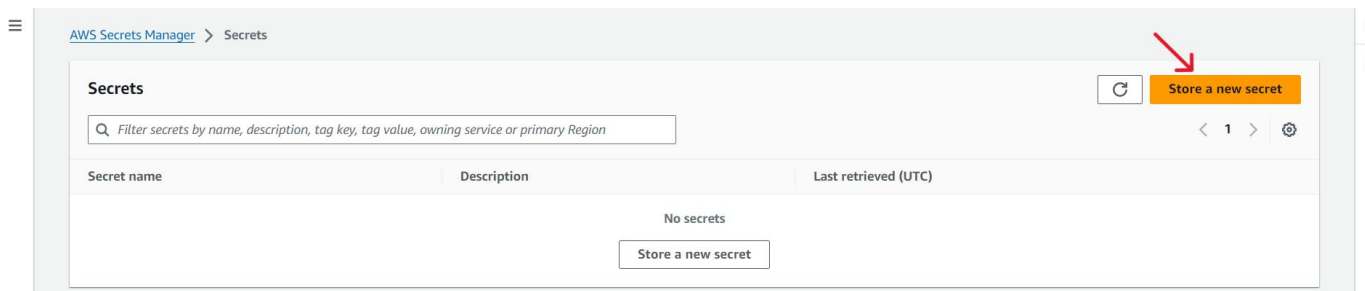 AWS Secrets Manager > Secrets
Secrets
Store a new secret
Filter secrets by name, description, tag key, tag value, owning service or primary Region
< 1 >
Secret name Description Last retrieved (UTC)
No secrets
Store a new secret